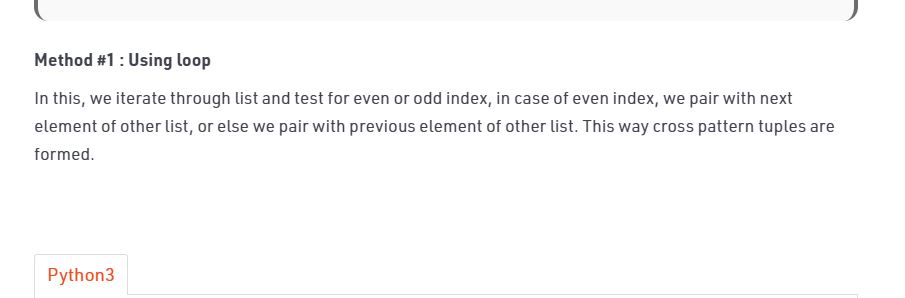 Method #1 : Using loop
In this, we iterate through list and test for even or odd index, in case of even index, we pair with next
element of other list, or else we pair with previous element of other list. This way cross pattern tuples are
formed.
Python3